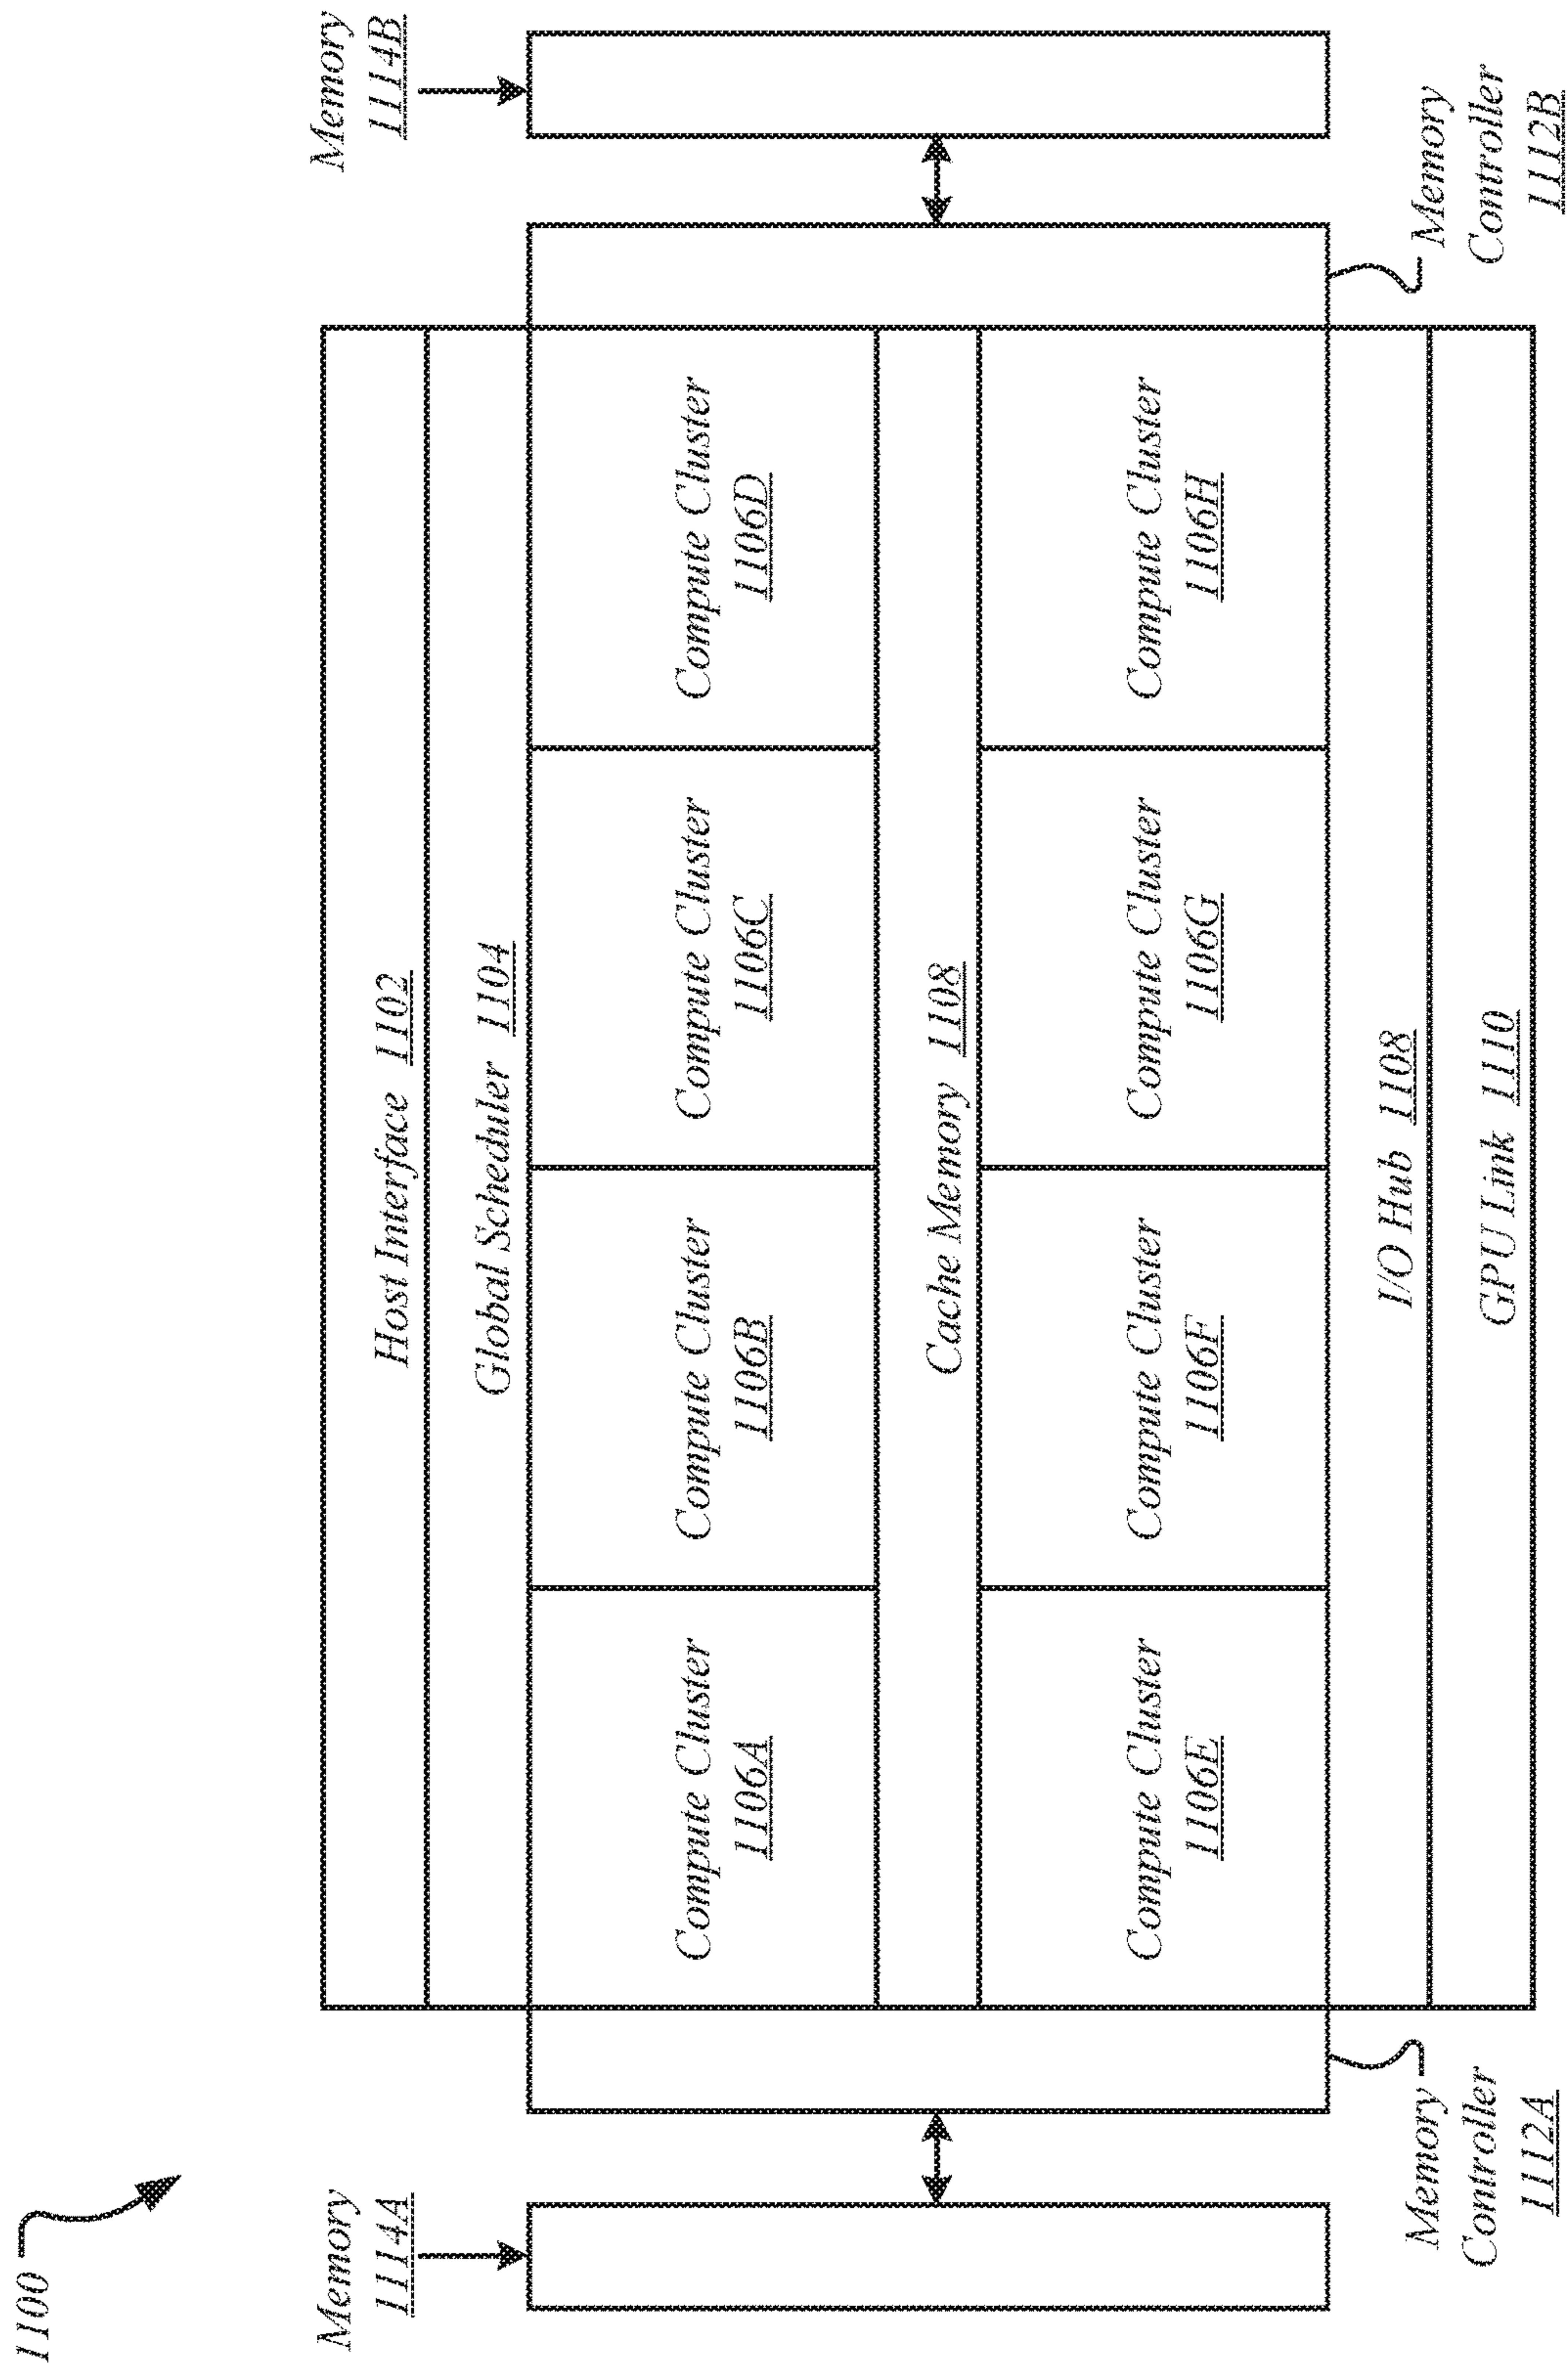 1100
Host Interface 1102
Global Scheduler 1104
Memory
1114A
Memory
1114B
Compute Cluster
1106A
Compute Cluster
1106B
Compute Cluster
1106C
Compute Cluster
1106D
Cache Memory 1108
Compute Cluster
1106E
Compute Cluster
1106F
Compute Cluster
1106G
Compute Cluster
1106H
I/O Hub 1108
GPU Link 1110
Memory
Controller
1112A
Memory
Controller
1112B